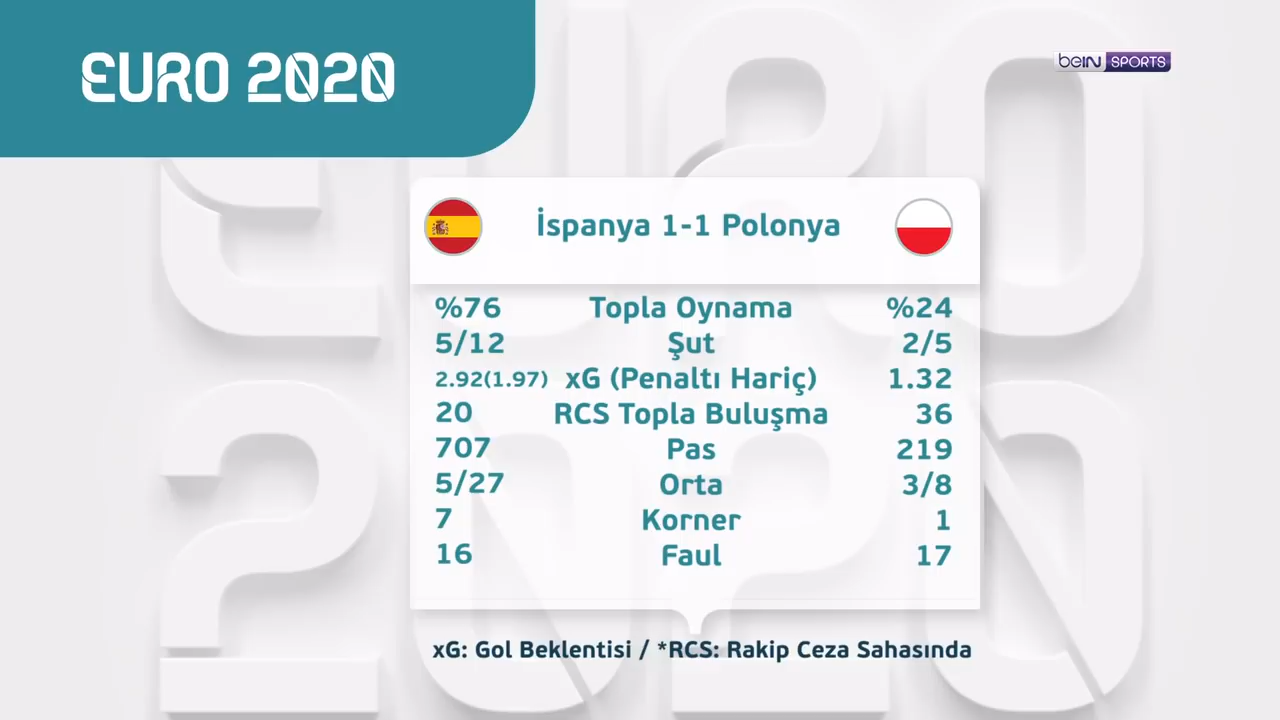 EURO 2020
beIN SPORTS
İspanya 1-1 Polonya
%76 Topla Oynama %24
5/12 Şut 2/5
2.92(1.97) xG (Penaltı Hariç) 1.32
20 RCS Topla Buluşma 36
707 Pas 219
5/27 Orta 3/8
7 Korner 1
16 Faul 17
xG: Gol Beklentisi / *RCS: Rakip Ceza Sahasında